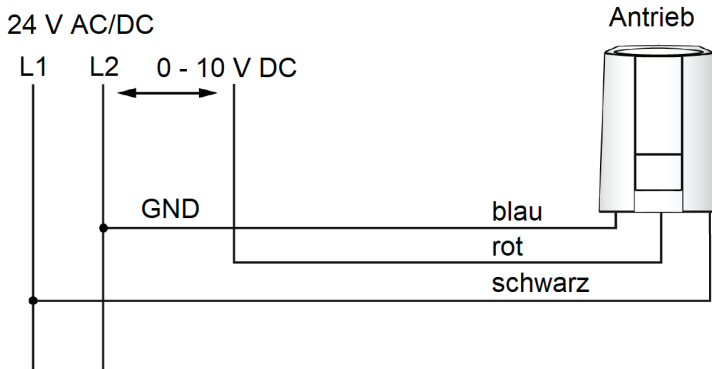 24 V AC/DC
Antrieb
L1 L2 0 - 10 V DC
GND
blau
rot
schwarz